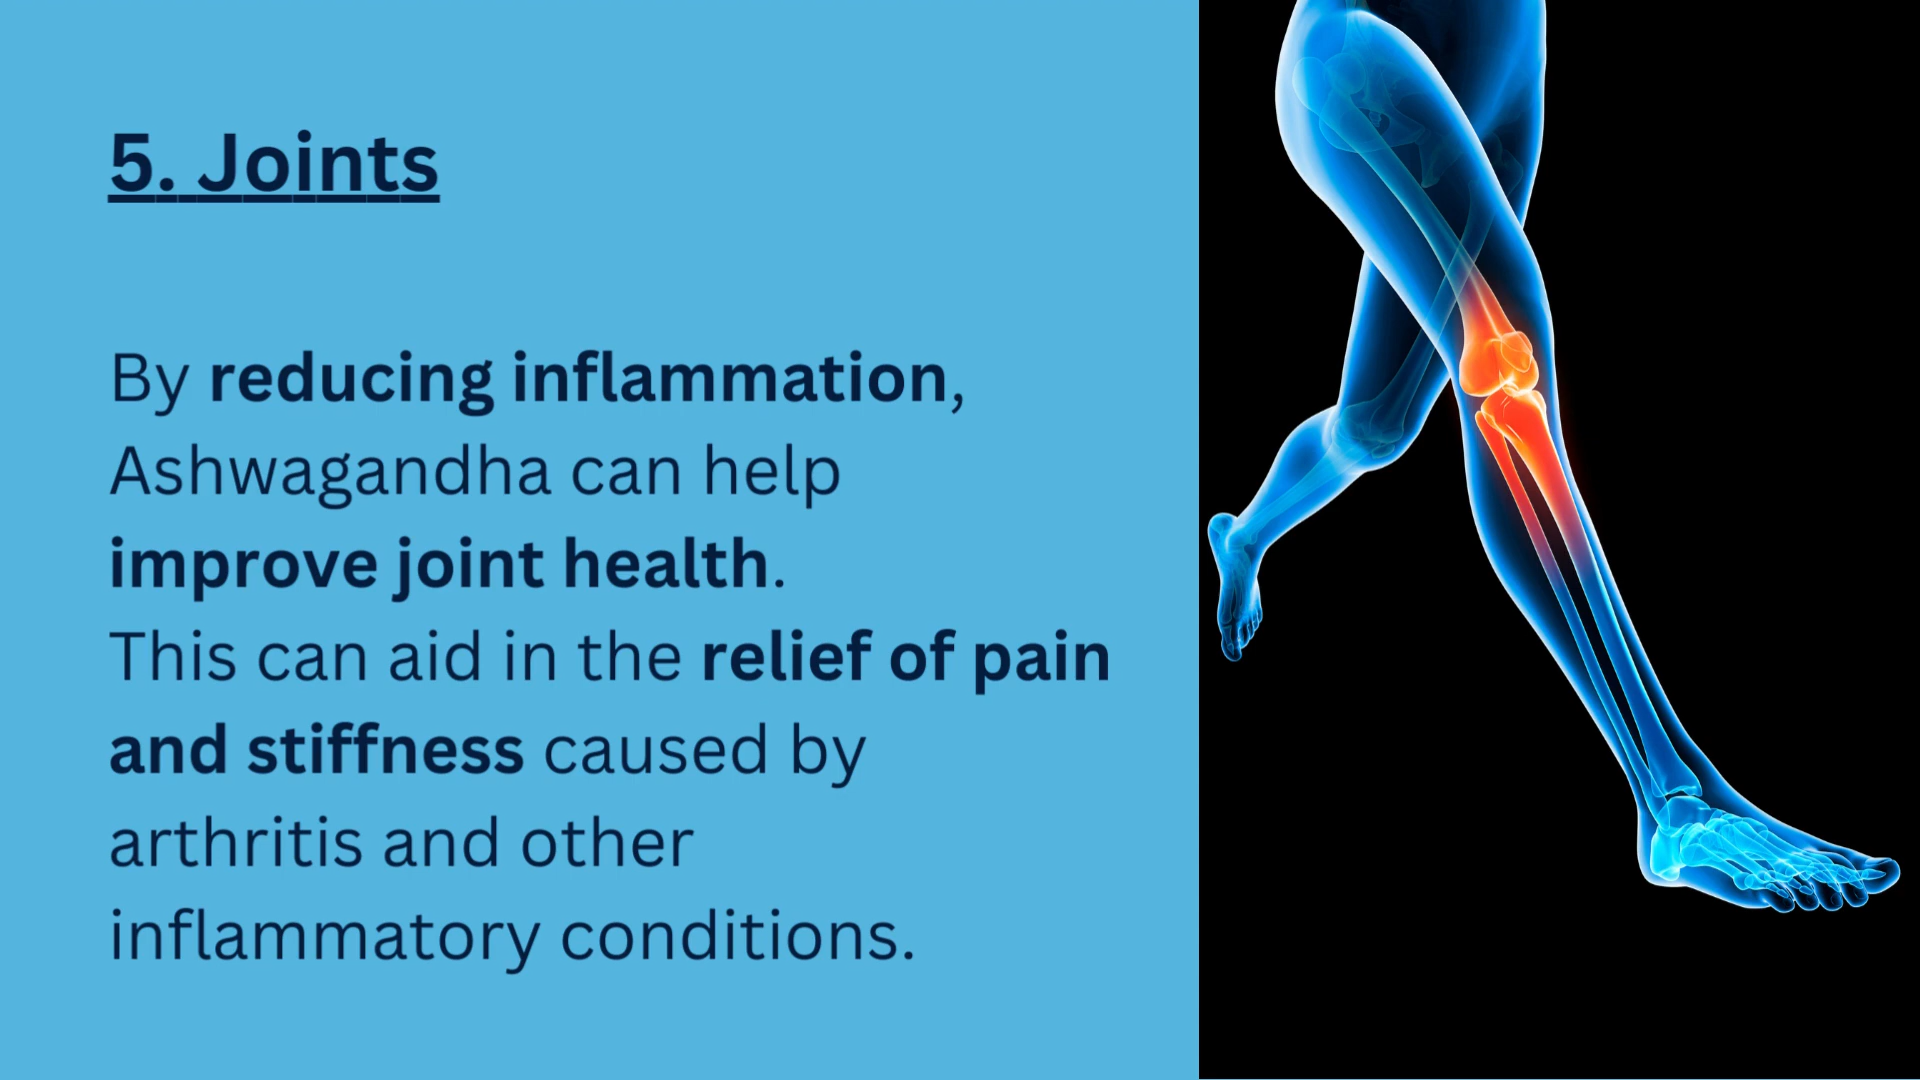 5. Joints
By reducing inflammation,
Ashwagandha can help
improve joint health.
This can aid in the relief of pain
and stiffness caused by
arthritis and other
inflammatory conditions.